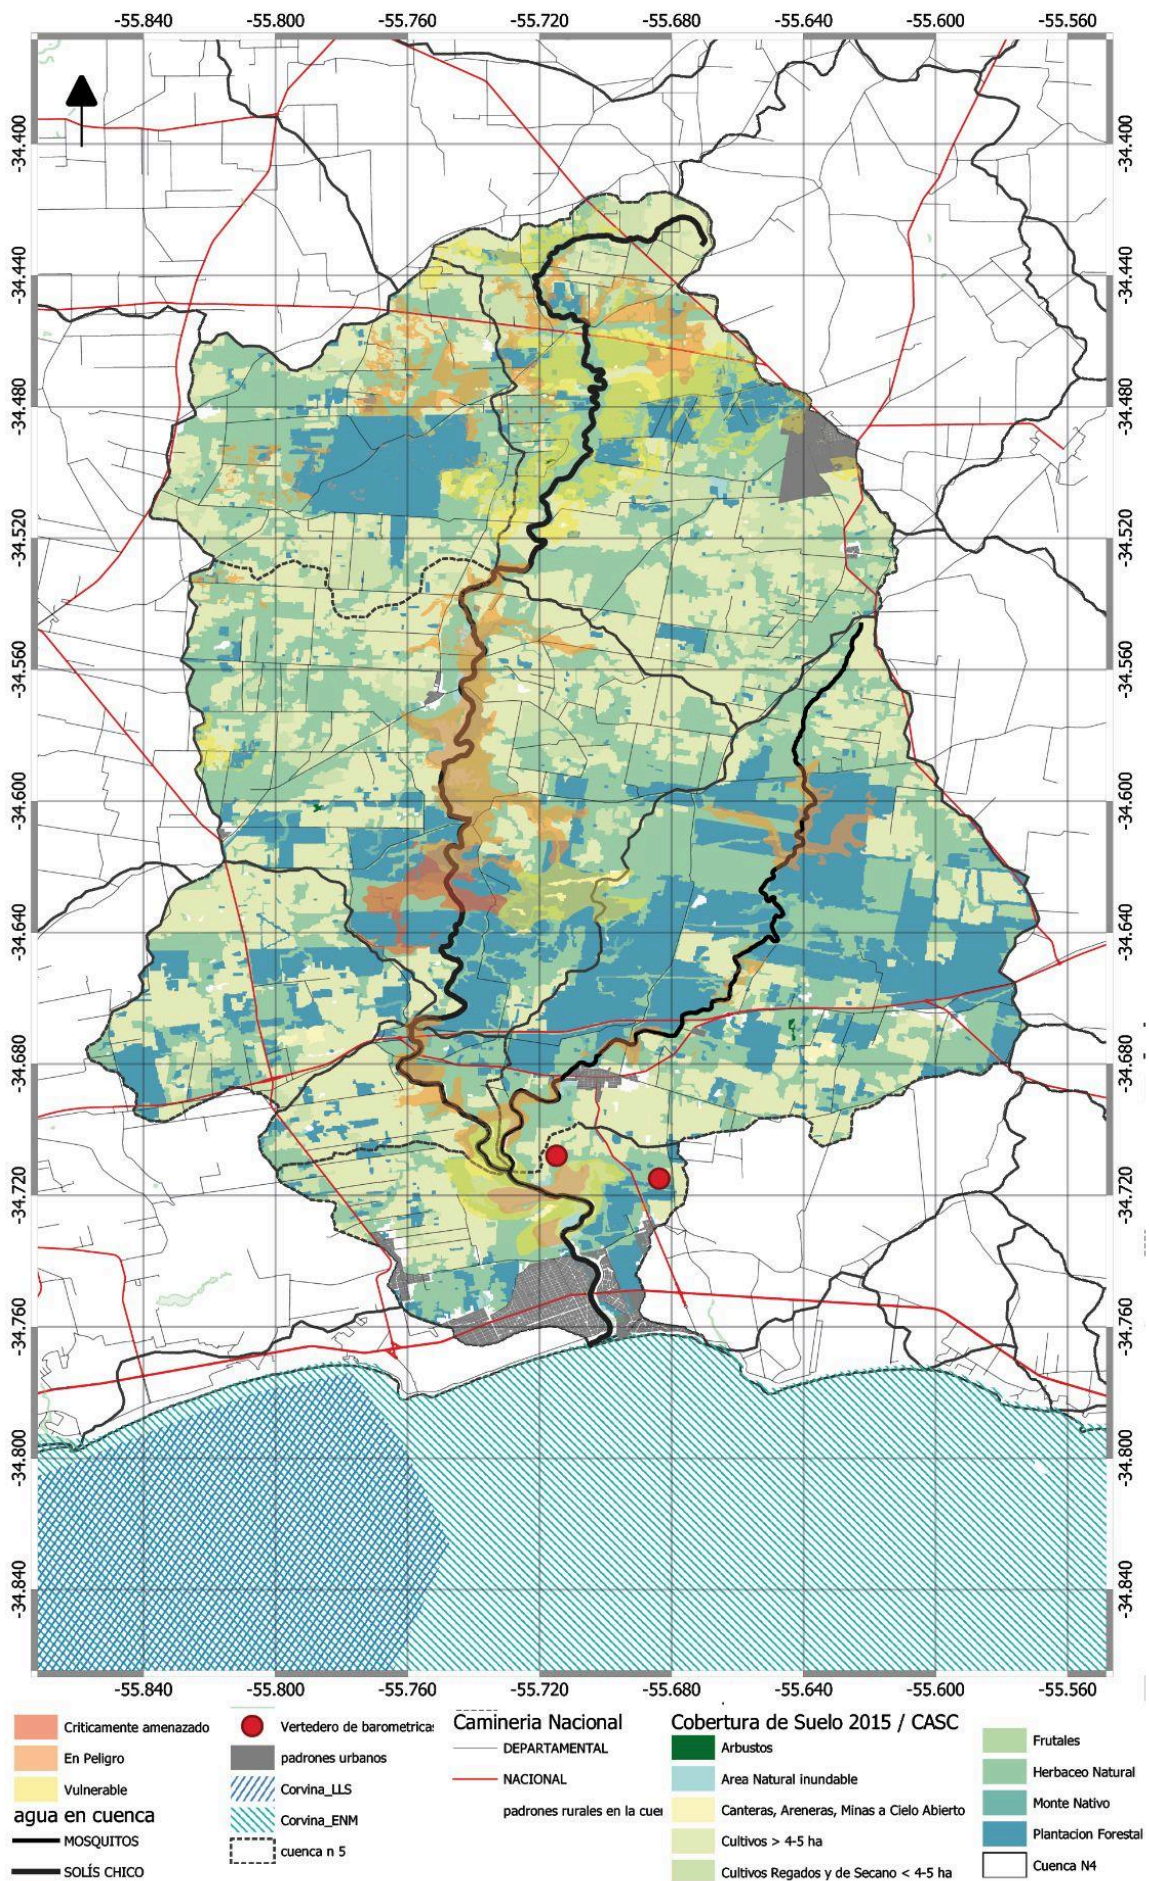 -55.840 -55.800 -55.760 -55.720 -55.680 -55.640 -55.600 -55.560
-34.400 -34.400
-34.440 -34.440
-34.480 -34.480
-34.520 -34.520
-34.560 -34.560
-34.600 -34.600
-34.640 -34.640
-34.680 -34.680
-34.720 -34.720
-34.760 -34.760
-34.800 -34.800
-34.840 -34.840
-55.840 -55.800 -55.760 -55.720 -55.680 -55.640 -55.600 -55.560
Criticamente amenazado
En Peligro
Vulnerable
agua en cuenca
MOSQUITOS
SOLÍS CHICO
Vertedero de barometricas
padrones urbanos
Corvina_LLS
Corvina_ENM
cuenca n 5
Camineria Nacional
DEPARTAMENTAL
NACIONAL
padrones rurales en la cue
Cobertura de Suelo 2015 / CASC
Arbustos
Area Natural inundable
Canteras, Areneras, Minas a Cielo Abierto
Cultivos > 4-5 ha
Cultivos Regados y de Secano < 4-5 ha
Frutales
Herbaceo Natural
Monte Nativo
Plantacion Forestal
Cuenca N4